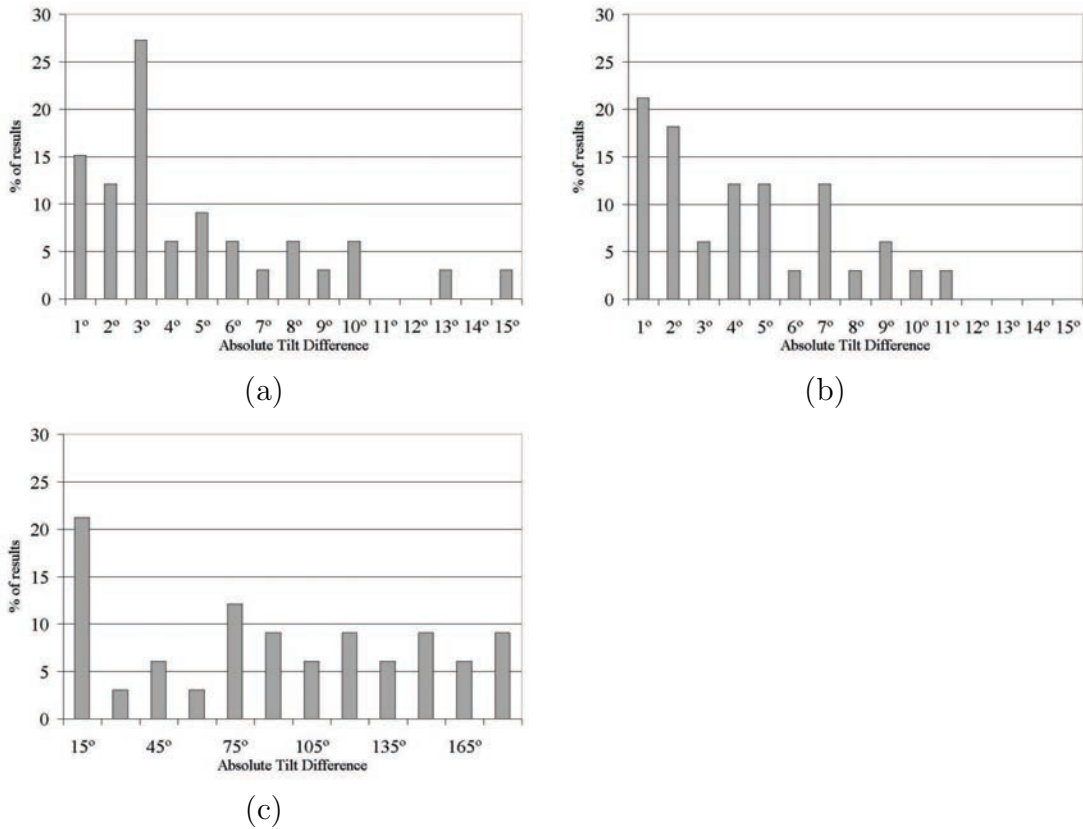 30
25
20
15
10
5
0
% of results
1º 2º 3º 4º 5º 6º 7º 8º 9º 10º 11º 12º 13º 14º 15º
Absolute Tilt Difference
(a)
30
25
20
15
10
5
0
% of results
1º 2º 3º 4º 5º 6º 7º 8º 9º 10º 11º 12º 13º 14º 15º
Absolute Tilt Difference
(b)
30
25
20
15
10
5
0
% of results
15º 45º 75º 105º 135º 165º
Absolute Tilt Difference
(c)